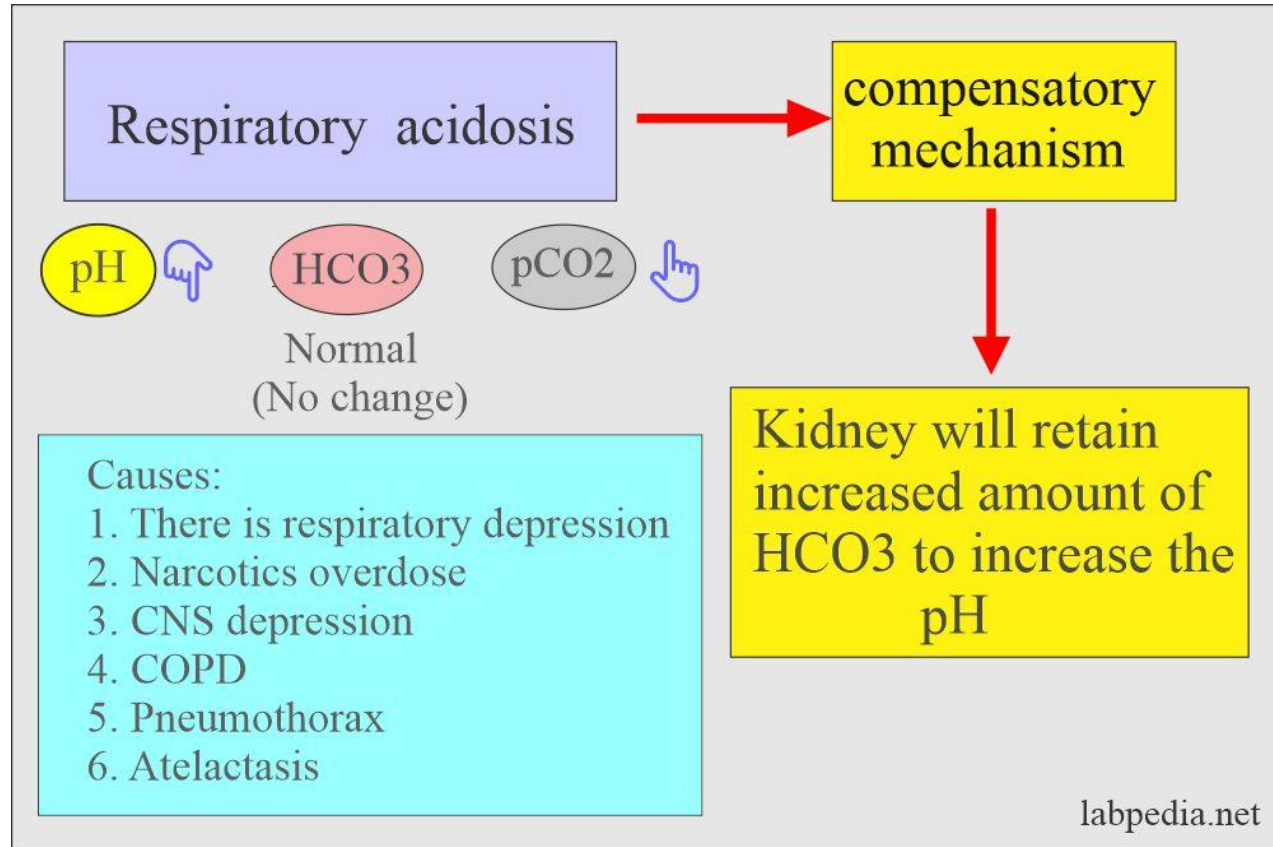 Respiratory acidosis
compensatory
mechanism
pH
HCO3
pCO2
Normal
(No change)
Causes:
1. There is respiratory depression
2. Narcotics overdose
3. CNS depression
4. COPD
5. Pneumothorax
6. Atelactasis
Kidney will retain
increased amount of
HCO3 to increase the
pH
labpedia.net